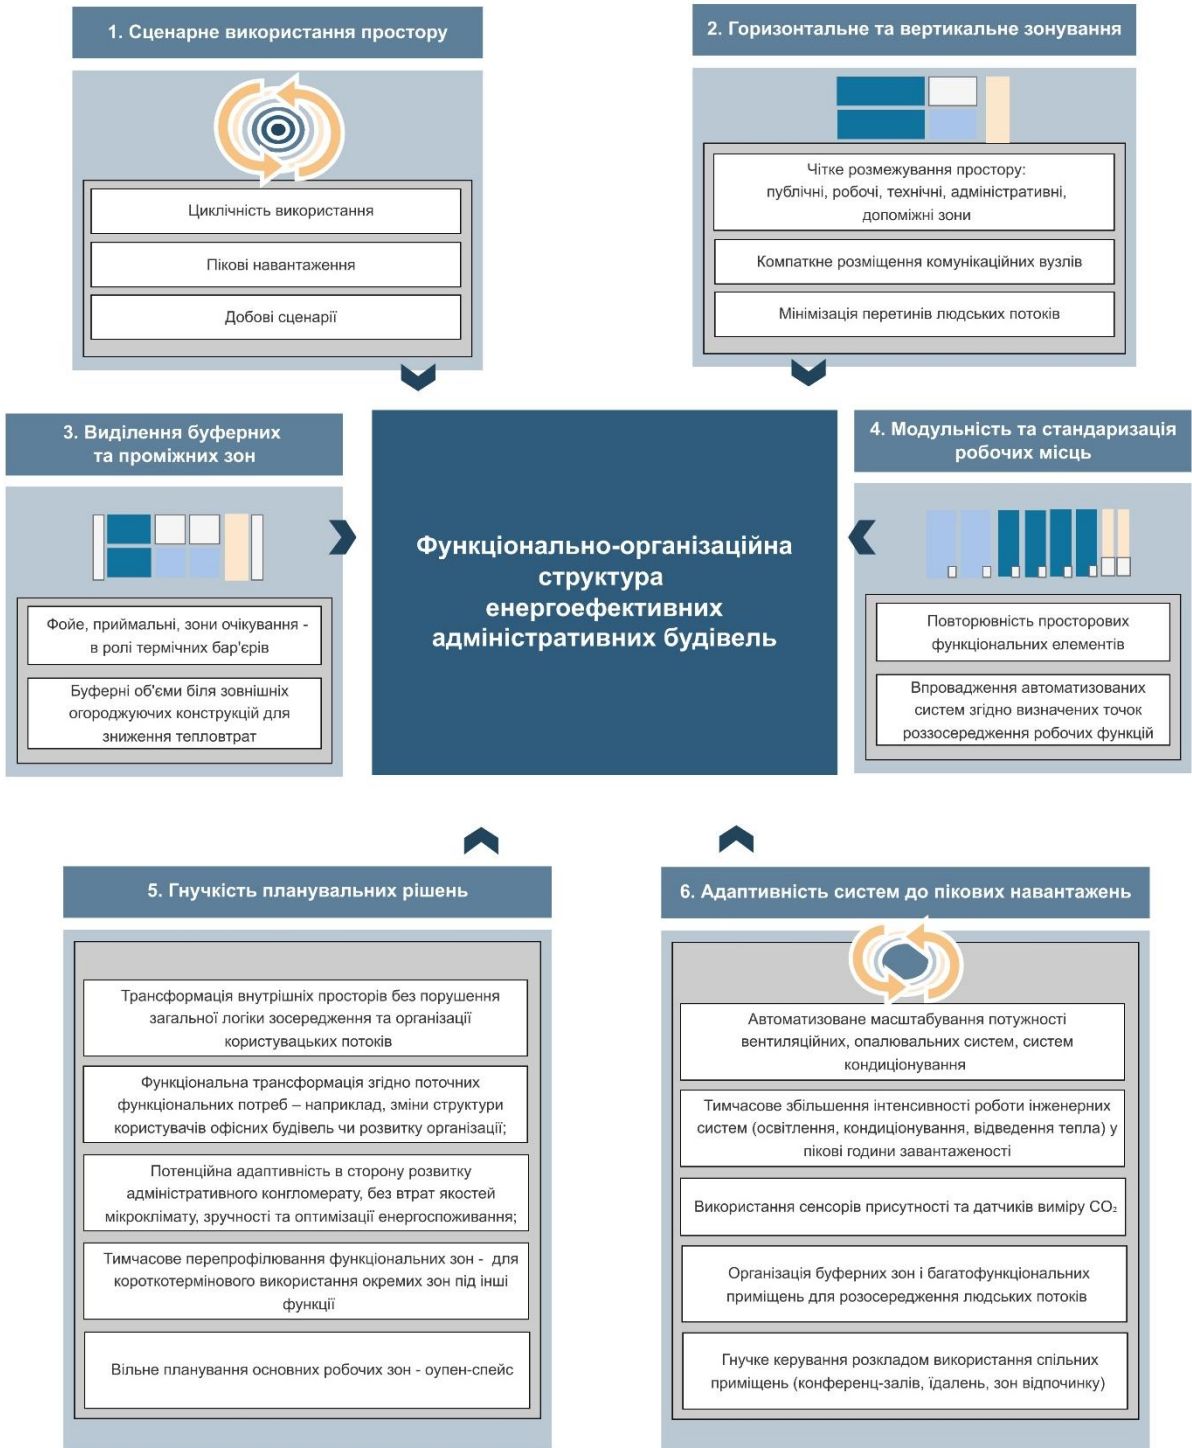 1. Сценарне використання простору
Циклічність використання
Пікові навантаження
Добові сценарії
2. Горизонтальне та вертикальне зонування
Чітке розмежування простору:
публічні, робочі, технічні, адміністративні,
допоміжні зони
Компаткне розміщення комунікаційних вузлів
Мінімізація перетинів людських потоків
3. Виділення буферних
та проміжних зон
Фойє, приймальні, зони очікування -
в ролі термічних бар'єрів
Буферні об'єми біля зовнішніх
огороджуючих конструкцій для
зниження тепловтрат
Функціонально-організаційна
структура
енергоефективних
адміністративних будівель
4. Модульність та стандаризація
робочих місць
Повторюваність просторових
функціональних елементів
Впровадження автоматизованих
систем згідно визначених точок
роззосередження робочих функцій
5. Гнучкість планувальних рішень
Трансформація внутрішніх просторів без порушення
загальної логіки зосередження та організації
користувацьких потоків
Функціональна трансформація згідно поточних
функціональних потреб – наприклад, зміни структури
користувачів офісних будівель чи розвитку організації;
Потенційна адаптивність в сторону розвитку
адміністративного конгломерату, без втрат якостей
мікроклімату, зручності та оптимізації енергоспоживання;
Тимчасове перепрофілювання функціональних зон - для
короткотермінового використання окремих зон під інші
функції
Вільне планування основних робочих зон - оупен-спейс
6. Адаптивність систем до пікових навантажень
Автоматизоване масштабування потужності
вентиляційних, опалювальних систем, систем
кондиціонування
Тимчасове збільшення інтенсивності роботи інженерних
систем (освітлення, кондиціонування, відведення тепла) у
пікові години завантаженості
Використання сенсорів присутності та датчиків виміру CO₂
Організація буферних зон і багатофункціональних
приміщень для розосередження людських потоків
Гнучке керування розкладом використання спільних
приміщень (конференц-залів, їдалень, зон відпочинку)